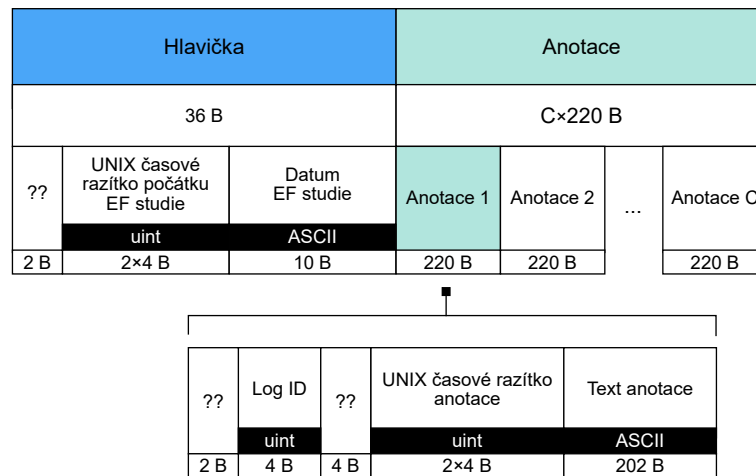 Hlavička
Anotace
36 B
C×220 B
??
UNIX časové
razítko počátku
EF studie
Datum
EF studie
Anotace 1
Anotace 2
...
Anotace C
uint
ASCII
2 B
2×4 B
10 B
220 B
220 B
220 B
??
Log ID
??
UNIX časové razítko
anotace
Text anotace
uint
uint
ASCII
2 B
4 B
4 B
2×4 B
202 B